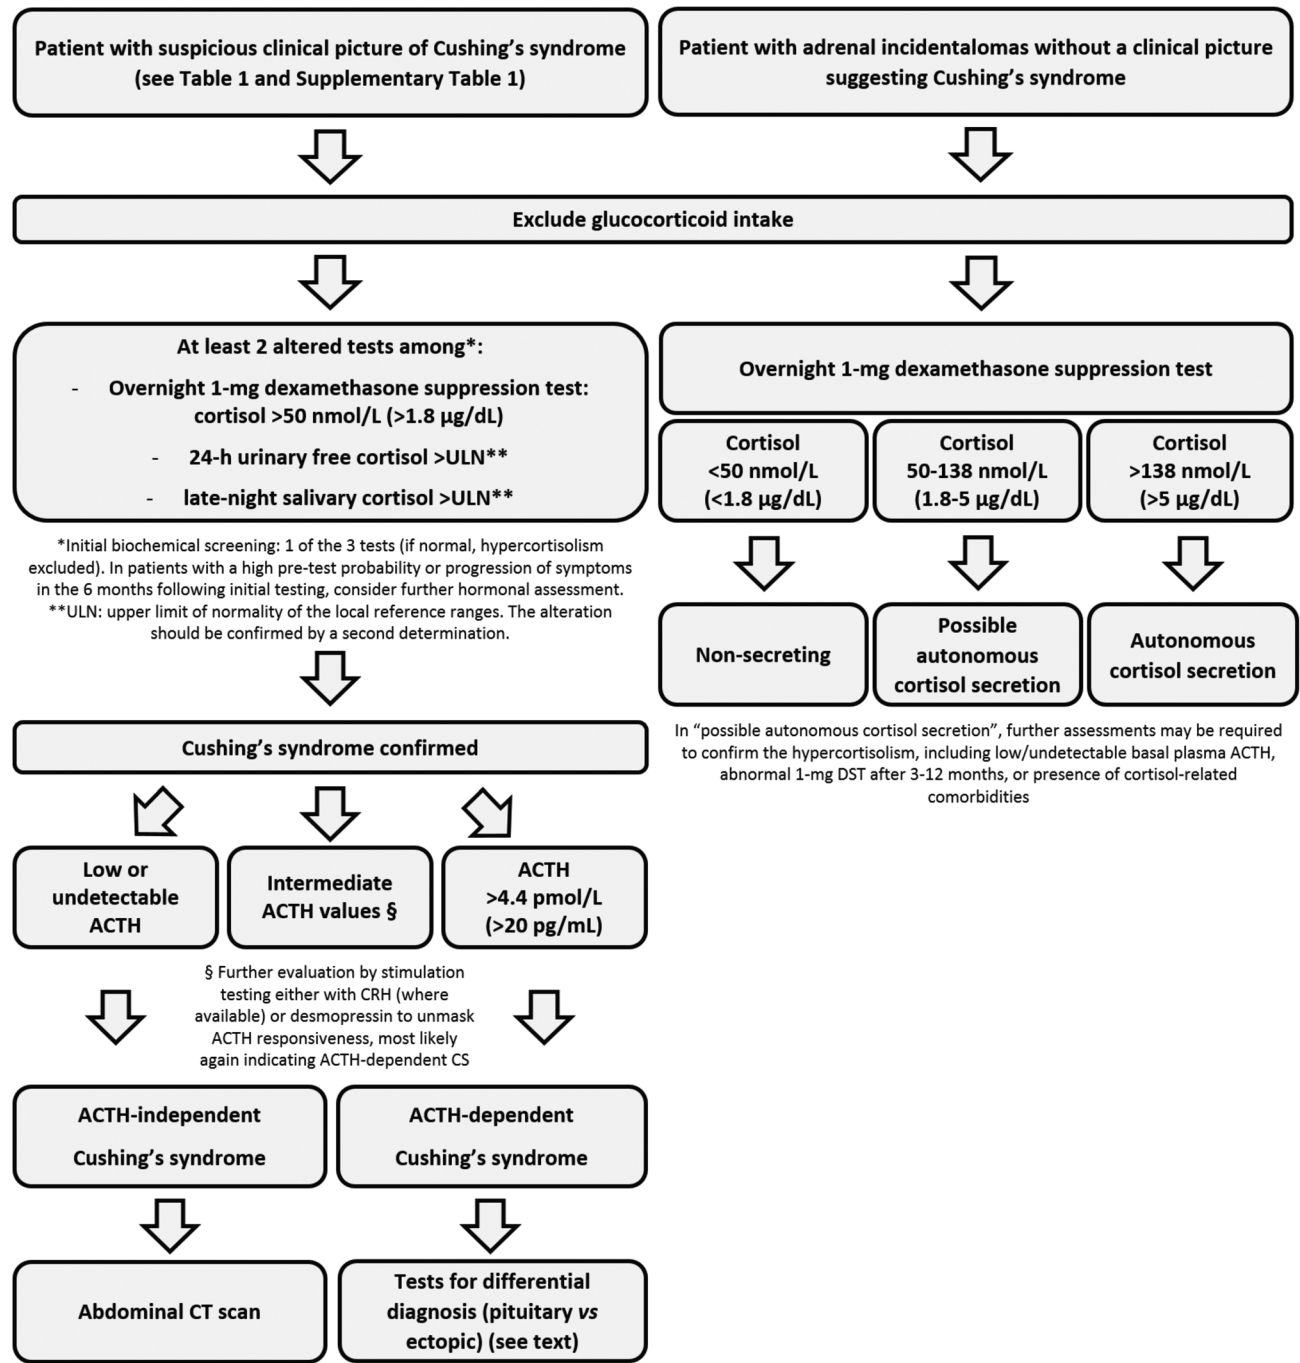 Patient with suspicious clinical picture of Cushing’s syndrome
(see Table 1 and Supplementary Table 1)
Patient with adrenal incidentalomas without a clinical picture
suggesting Cushing’s syndrome
Exclude glucocorticoid intake
At least 2 altered tests among*:
- Overnight 1-mg dexamethasone suppression test:
cortisol >50 nmol/L (>1.8 µg/dL)
- 24-h urinary free cortisol >ULN**
- late-night salivary cortisol >ULN**
*Initial biochemical screening: 1 of the 3 tests (if normal, hypercortisolism
excluded). In patients with a high pre-test probability or progression of symptoms
in the 6 months following initial testing, consider further hormonal assessment.
**ULN: upper limit of normality of the local reference ranges. The alteration
should be confirmed by a second determination.
Overnight 1-mg dexamethasone suppression test
Cortisol
<50 nmol/L
(<1.8 µg/dL)
Cortisol
50-138 nmol/L
(1.8-5 µg/dL)
Cortisol
>138 nmol/L
(>5 µg/dL)
Non-secreting
Possible
autonomous
cortisol secretion
Autonomous
cortisol secretion
In “possible autonomous cortisol secretion”, further assessments may be required
to confirm the hypercortisolism, including low/undetectable basal plasma ACTH,
abnormal 1-mg DST after 3-12 months, or presence of cortisol-related
comorbidities
Cushing’s syndrome confirmed
Low or
undetectable
ACTH
Intermediate
ACTH values §
ACTH
>4.4 pmol/L
(>20 pg/mL)
§ Further evaluation by stimulation
testing either with CRH (where
available) or desmopressin to unmask
ACTH responsiveness, most likely
again indicating ACTH-dependent CS
ACTH-independent
Cushing’s syndrome
ACTH-dependent
Cushing’s syndrome
Abdominal CT scan
Tests for differential
diagnosis (pituitary vs
ectopic) (see text)